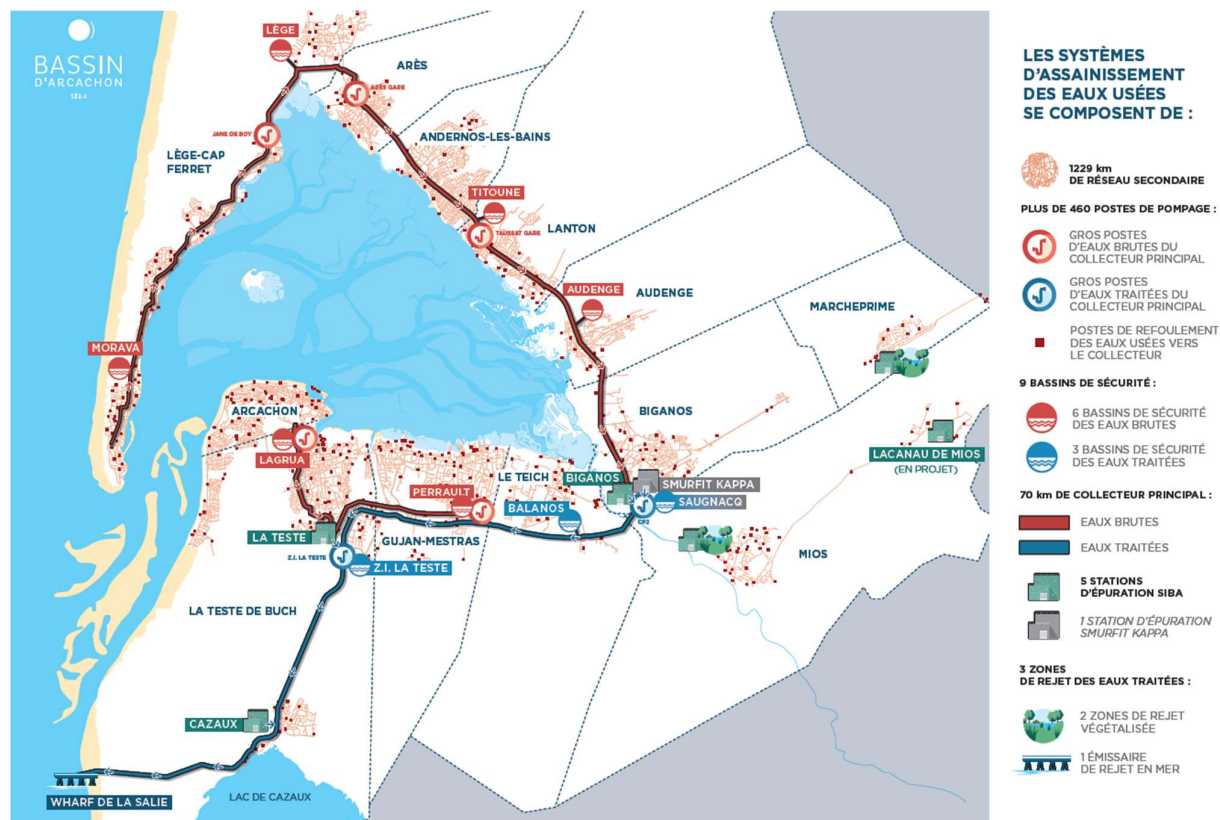 BASSIN
D'ARCACHON
SIBA
LÈGE
ARÈS
ARÈS GARE
JANE DE BOY
ANDERNOS-LES-BAINS
LÈGE-CAP
FERRET
TITOUNE
TAUSSAT GARE
LANTON
AUDENGE
AUDENGE
MARCHEPRIME
MORAVA
ARCACHON
BIGANOS
LAGRUA
LACANAU DE MIOS
(EN PROJET)
LE TEICH
BIGANOS
SMURFIT KAPPA
PERRAULT
BALANOS
SAUGNACQ
CP2
LA TESTE
GUJAN-MESTRAS
MIOS
Z.I. LA TESTE
Z.I. LA TESTE
LA TESTE DE BUCH
CAZAUX
WHARF DE LA SALIE
LAC DE CAZAUX
LES SYSTÈMES
D'ASSAINISSEMENT
DES EAUX USÉES
SE COMPOSENT DE :
1229 km
DE RÉSEAU SECONDAIRE
PLUS DE 460 POSTES DE POMPAGE :
GROS POSTES
D'EAUX BRUTES DU
COLLECTEUR PRINCIPAL
GROS POSTES
D'EAUX TRAITÉES DU
COLLECTEUR PRINCIPAL
POSTES DE REFOULEMENT
DES EAUX USÉES VERS
LE COLLECTEUR
9 BASSINS DE SÉCURITÉ :
6 BASSINS DE SÉCURITÉ
DES EAUX BRUTES
3 BASSINS DE SÉCURITÉ
DES EAUX TRAITÉES
70 km DE COLLECTEUR PRINCIPAL :
EAUX BRUTES
EAUX TRAITÉES
5 STATIONS
D'ÉPURATION SIBA
1 STATION D'ÉPURATION
SMURFIT KAPPA
3 ZONES
DE REJET DES EAUX TRAITÉES :
2 ZONES DE REJET
VÉGÉTALISÉE
1 ÉMISSAIRE
DE REJET EN MER